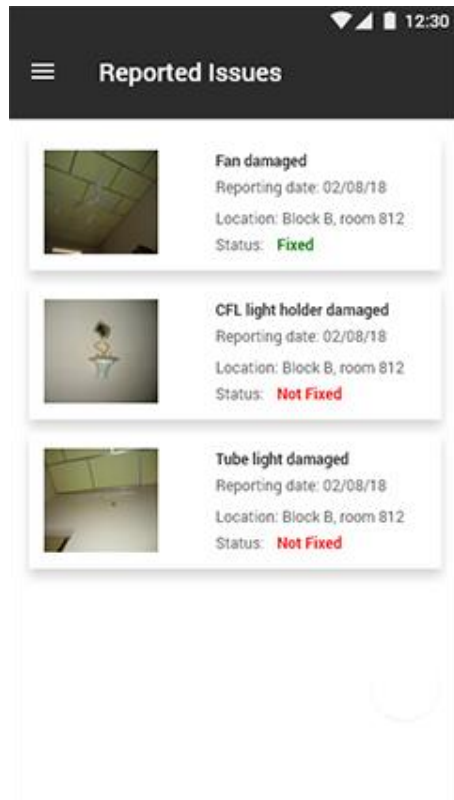 12:30
Reported Issues
Fan damaged
Reporting date: 02/08/18
Location: Block B, room 812
Status: Fixed
CFL light holder damaged
Reporting date: 02/08/18
Location: Block B, room 812
Status: Not Fixed
Tube light damaged
Reporting date: 02/08/18
Location: Block B, room 812
Status: Not Fixed